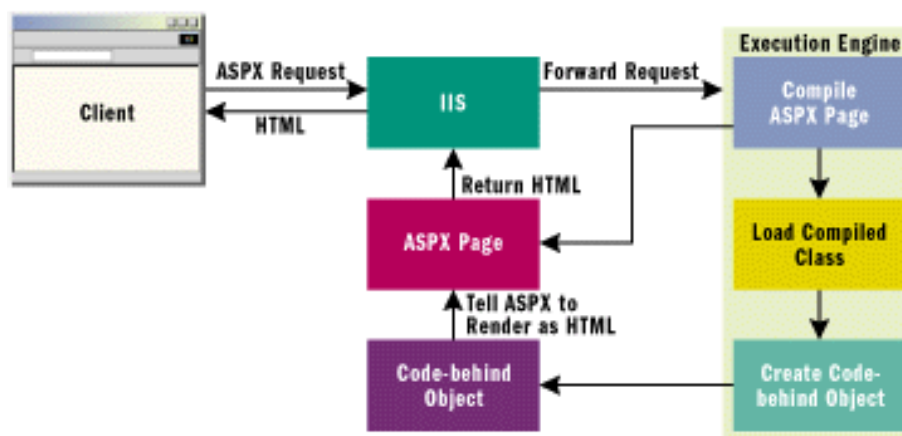 Execution Engine
ASPX Request
Forward Request
Client
IIS
Compile
ASPX Page
HTML
Return HTML
ASPX Page
Load Compiled
Class
Tell ASPX to
Render as HTML
Code-behind
Object
Create Code-
behind Object